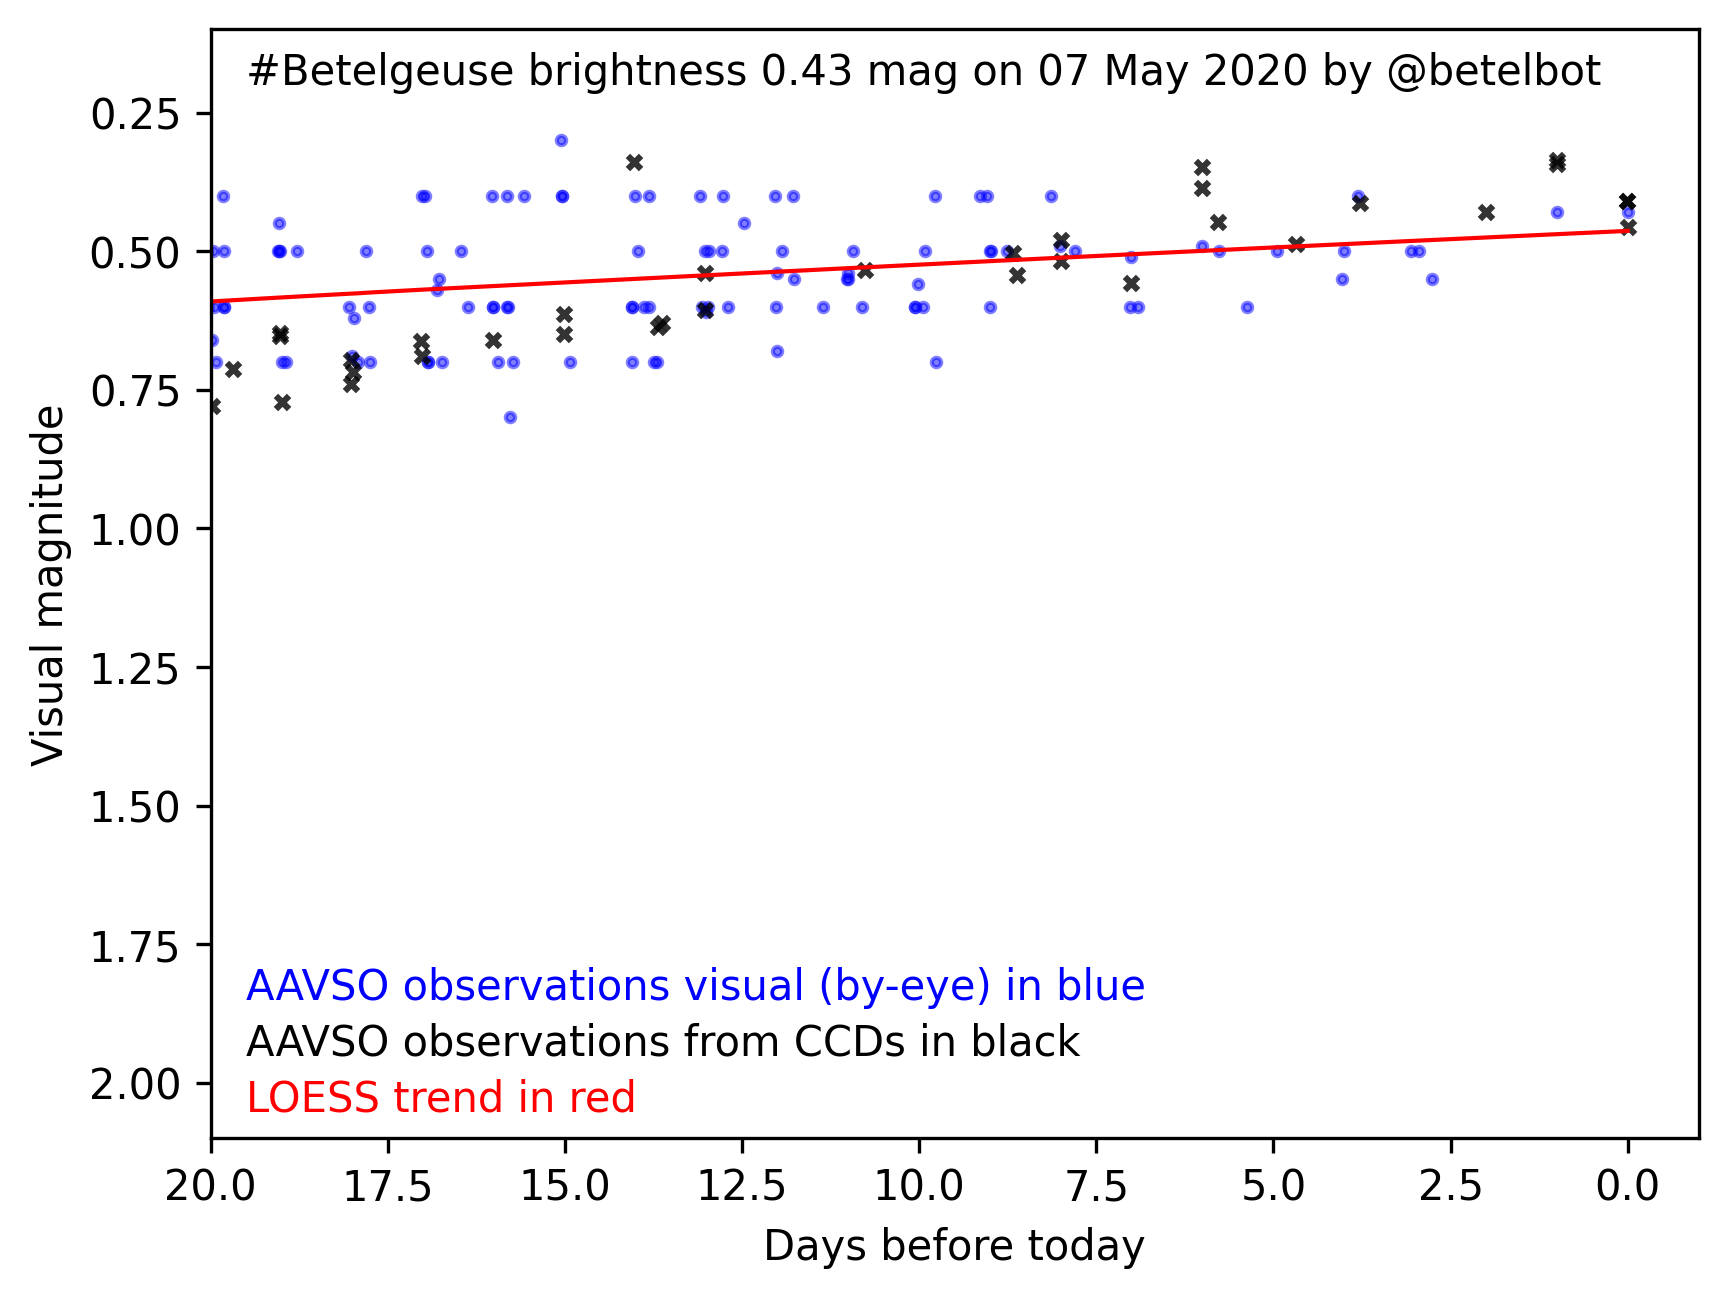 #Betelgeuse brightness 0.43 mag on 07 May 2020 by @betelbot
0.25
0.50
0.75
1.00
1.25
1.50
1.75
2.00
Visual magnitude
AAVSO observations visual (by-eye) in blue
AAVSO observations from CCDs in black
LOESS trend in red
20.0 17.5 15.0 12.5 10.0 7.5 5.0 2.5 0.0
Days before today